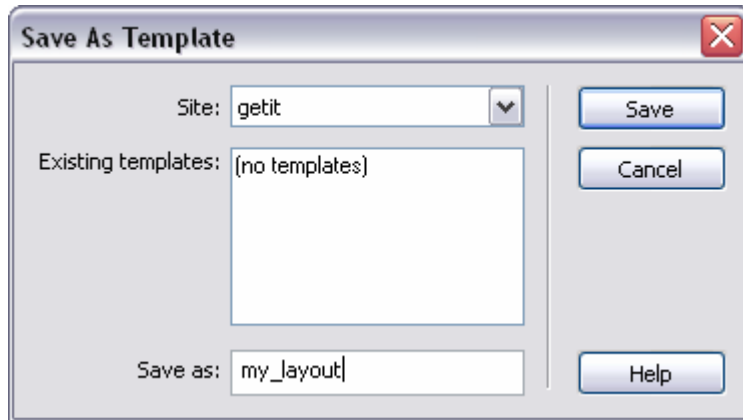 Save As Template
Site: getit
Save
Existing templates: (no templates)
Cancel
Save as: my_layout
Help